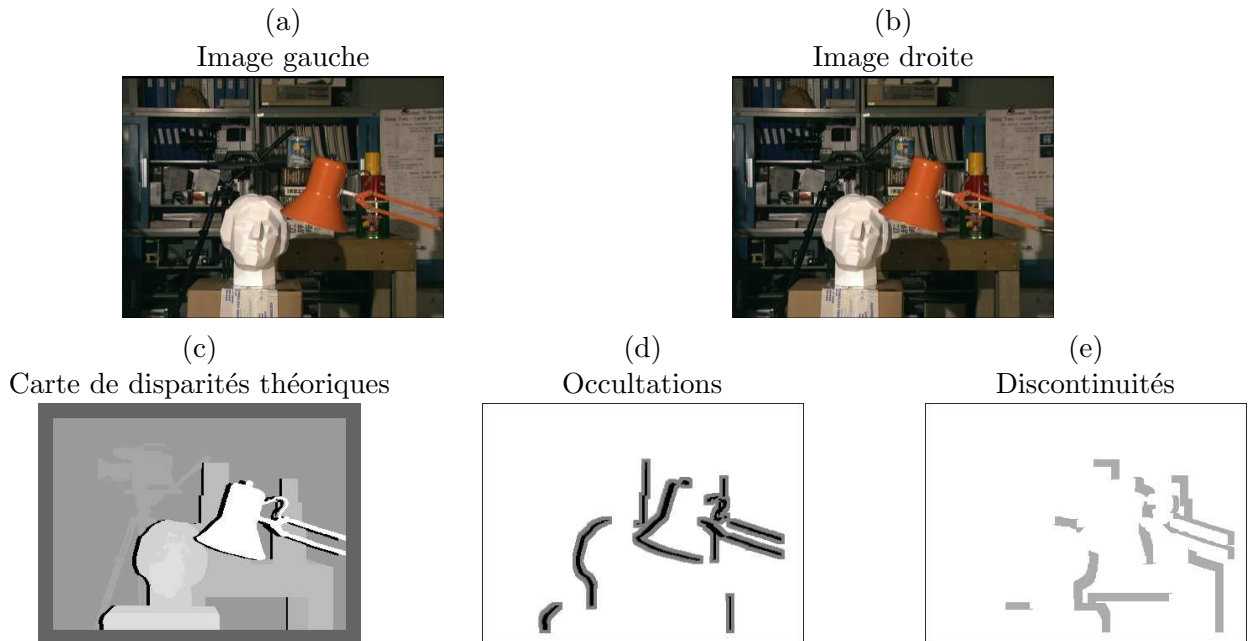 (a)
Image gauche
(b)
Image droite
(c)
Carte de disparités théoriques
(d)
Occultations
(e)
Discontinuités